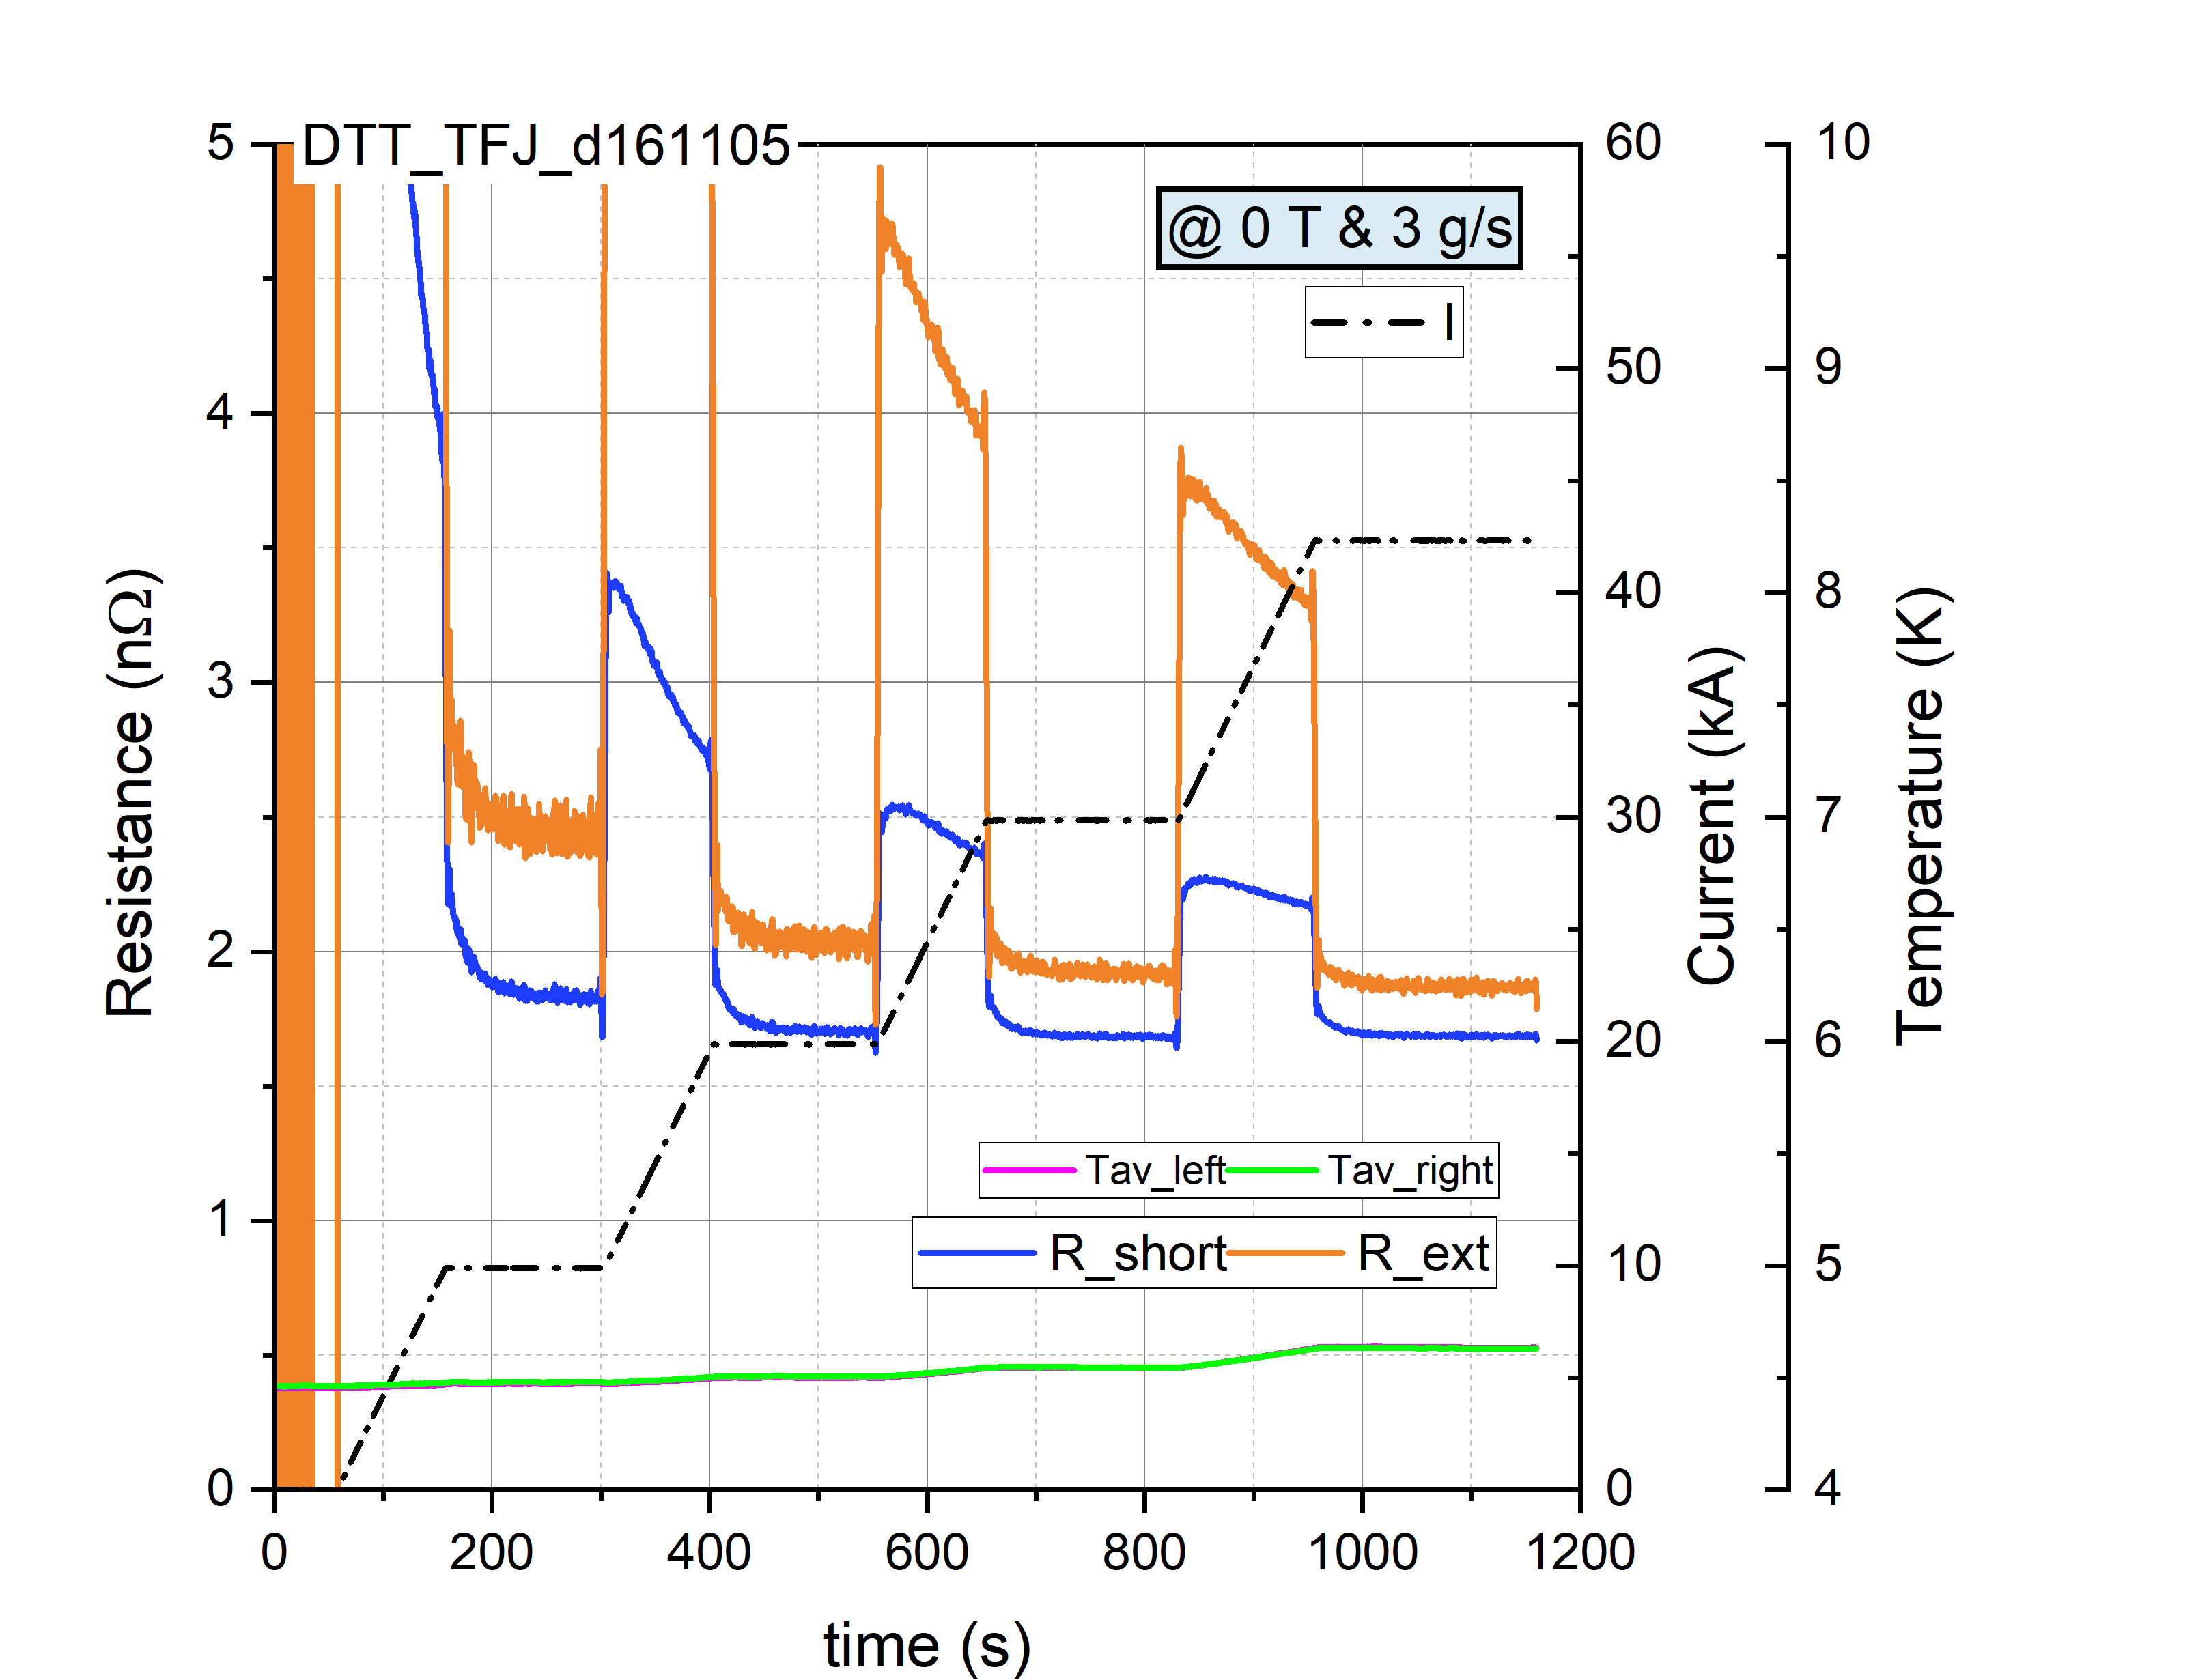 DTT_TFJ_d161105
@ 0 T & 3 g/s
I
Tav_left Tav_right
R_short R_ext
Resistance (nΩ)
5
4
3
2
1
0
0 200 400 600 800 1000 1200
time (s)
60
50
40
30
20
10
0
Current (kA)
10
9
8
7
6
5
4
Temperature (K)